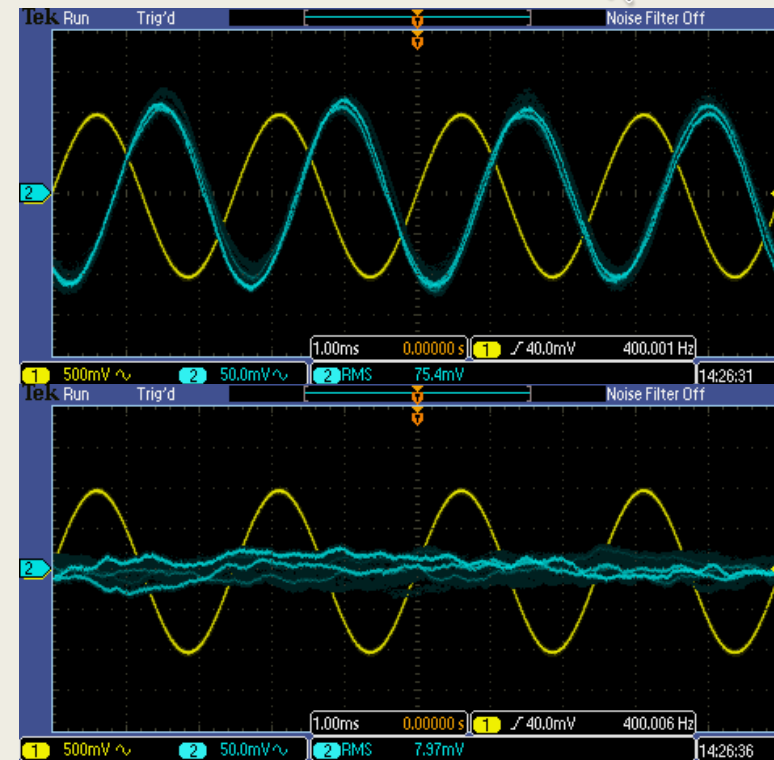 Tek Run Trig'd Noise Filter Off
2
1.00ms 0.00000 s 1 40.0mV 400.001 Hz
1 500mV 2 50.0mV 2 RMS 75.4mV 14:26:31
Tek Run Trig'd Noise Filter Off
2
1.00ms 0.00000 s 1 40.0mV 400.006 Hz
1 500mV 2 50.0mV 2 RMS 7.97mV 14:26:36